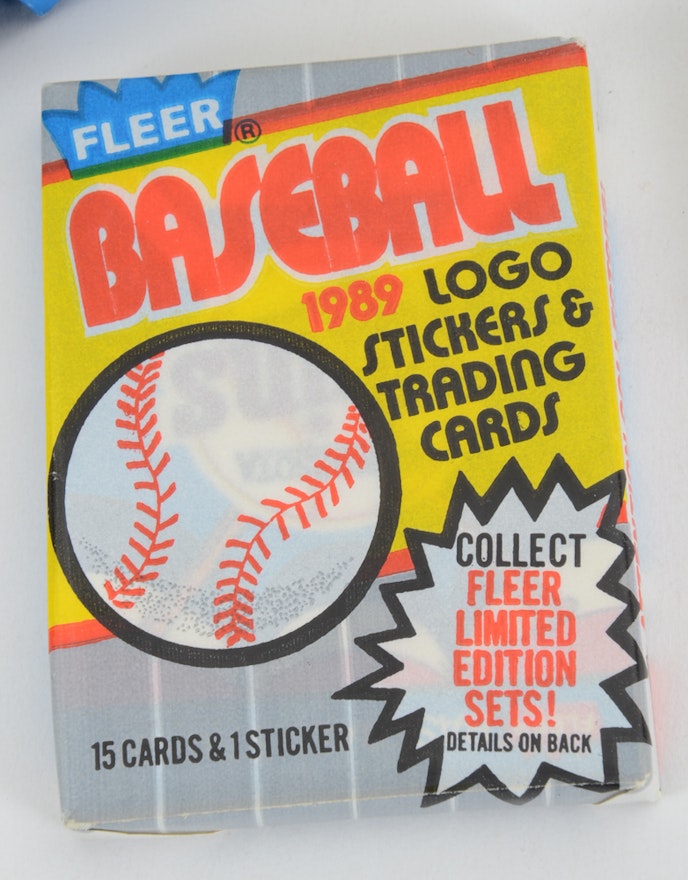 FLEER®
BASEBALL
1989 LOGO
STICKERS &
TRADING
CARDS
COLLECT
FLEER
LIMITED
EDITION
SETS!
DETAILS ON BACK
15 CARDS & 1 STICKER